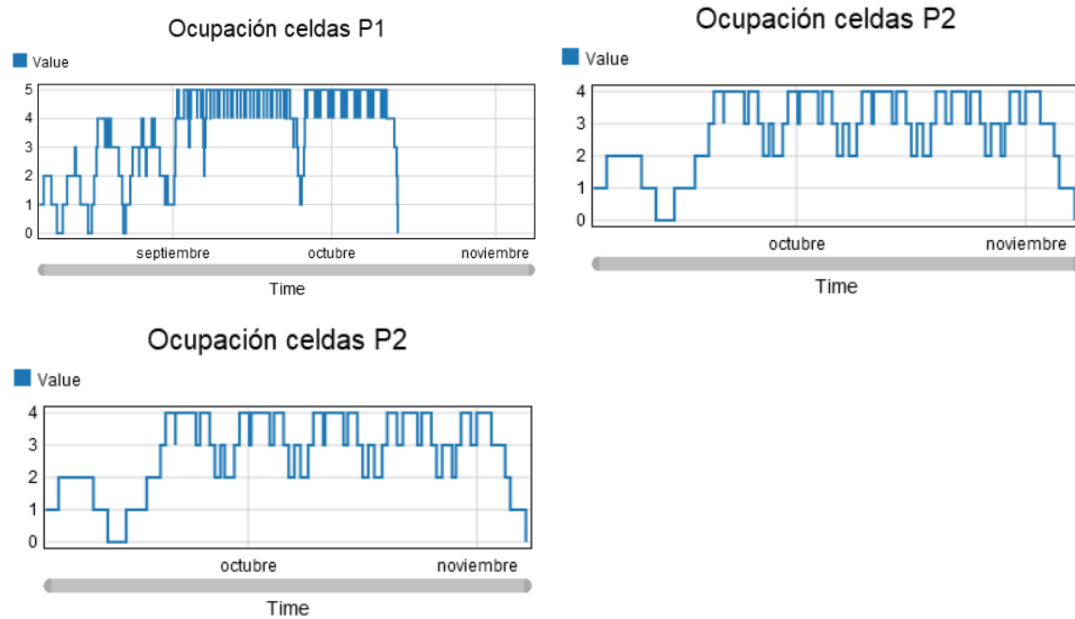 Ocupación celdas P1
Value
5
4
3
2
1
0
septiembre octubre noviembre
Time
Ocupación celdas P2
Value
4
3
2
1
0
octubre noviembre
Time
Ocupación celdas P2
Value
4
3
2
1
0
octubre noviembre
Time